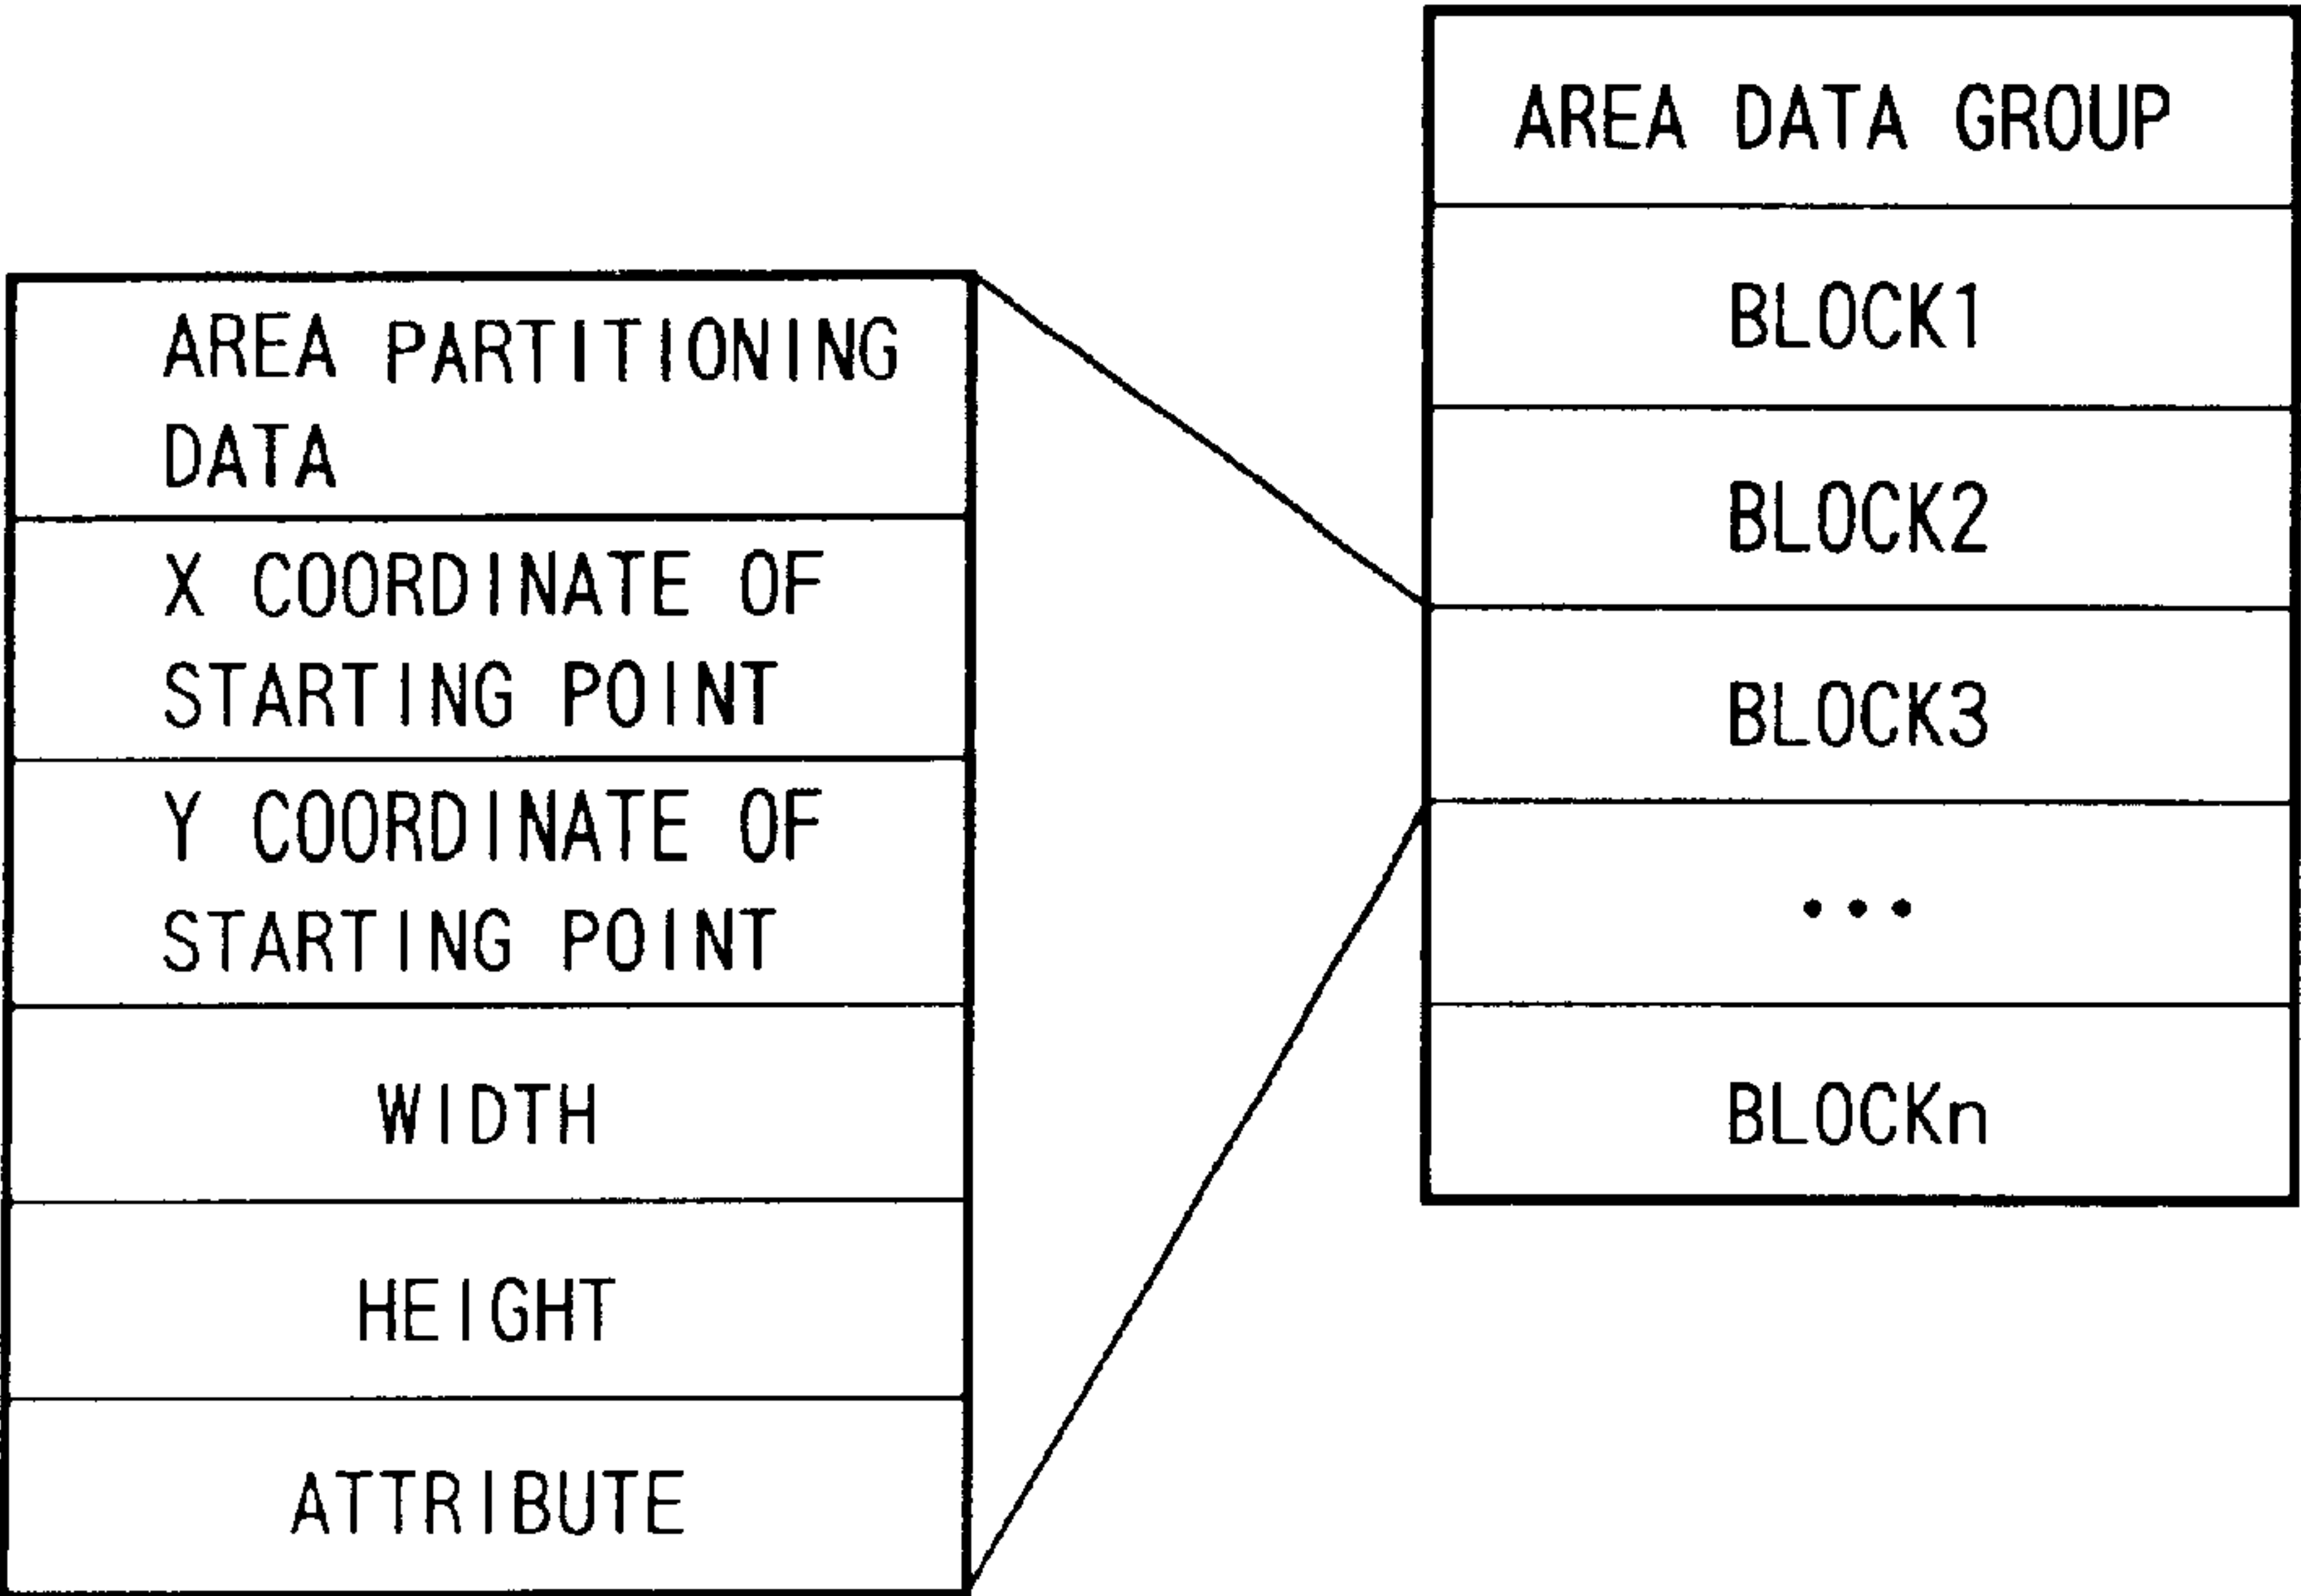 AREA PARTITIONING
DATA
X COORDINATE OF
STARTING POINT
Y COORDINATE OF
STARTING POINT
WIDTH
HEIGHT
ATTRIBUTE
AREA DATA GROUP
BLOCK1
BLOCK2
BLOCK3
...
BLOCKn